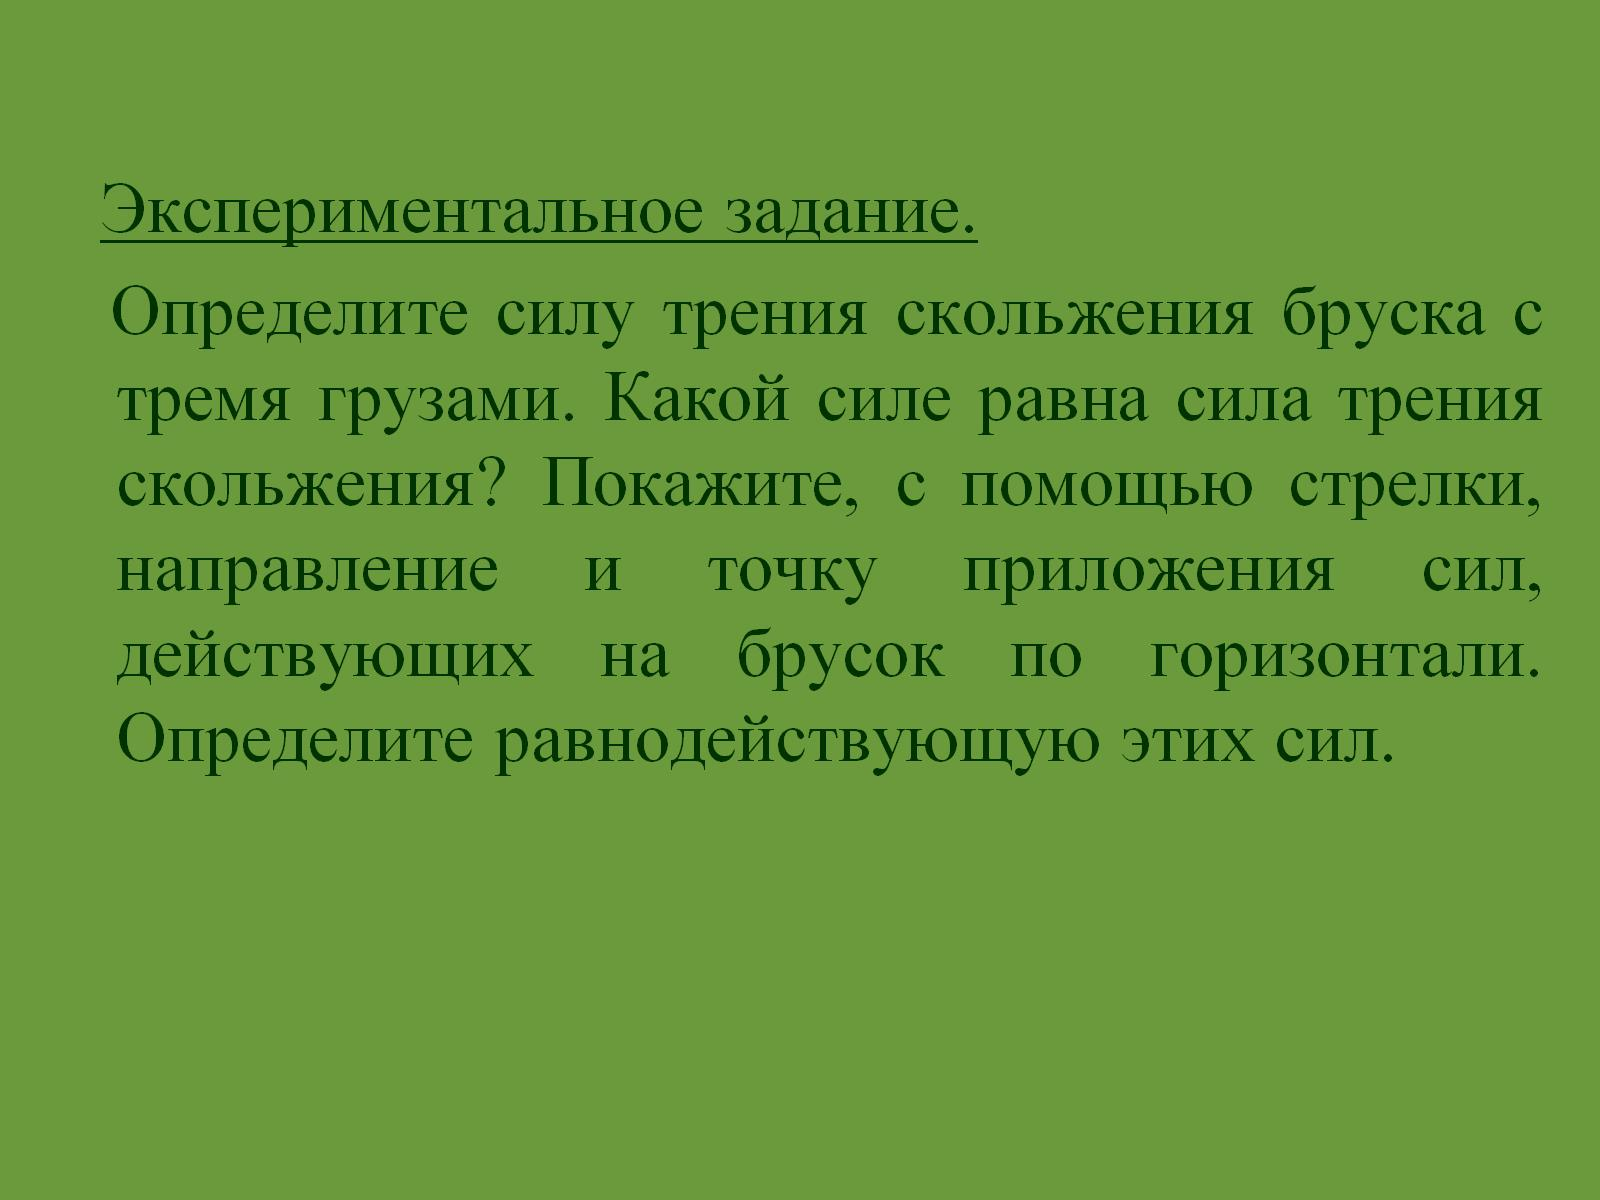 Экспериментальное задание.
Определите силу трения скольжения бруска с
тремя грузами. Какой силе равна сила трения
скольжения? Покажите, с помощью стрелки,
направление и точку приложения сил,
действующих на брусок по горизонтали.
Определите равнодействующую этих сил.